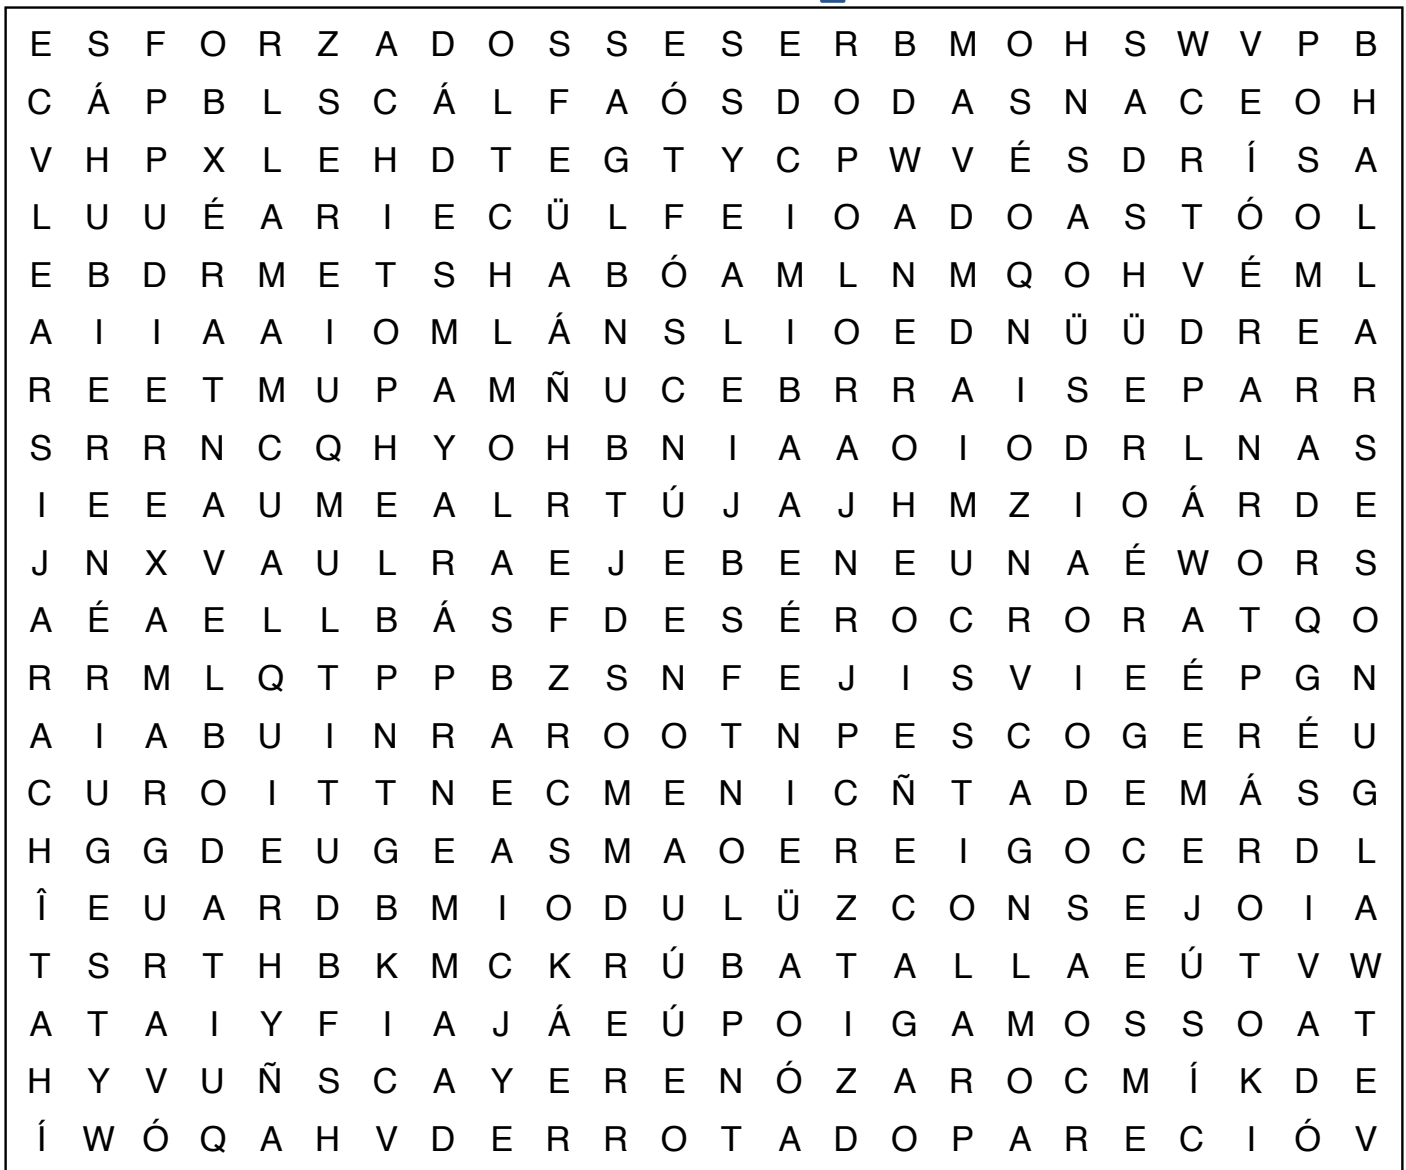 E S F O R Z A D O S S E S E R B M O H S W V P B
C Á P B L S C Á L F A Ó S D O D A S N A C E O H
V H P X L E H D T E G T Y C P W V É S D R Í S A
L U U É A R I E C Ü L F E I O A D O A S T Ó O L
E B D R M E T S H A B Ó A M L N M Q O H V É M L
A I I A A I O M L Á N S L I O E D N Ü Ü D R E A
R E E T M U P A M Ñ U C E B R R A I S E P A R R
S R R N C Q H Y O H B N I A A O I O D R L N A S
I E E A U M E A L R T Ú J A J H M Z I O Á R D E
J N X V A U L R A E J E B E N E U N A É W O R S
A É A E L L B Á S F D E S É R O C R O R A T Q O
R R M L Q T P P B Z S N F E J I S V I E É P G N
A I A B U I N R A R O O T N P E S C O G E R É U
C U R O I T T N E C M E N I C Ñ T A D E M Á S G
H G G D E U G E A S M A O E R E I G O C E R D L
Î E U A R D B M I O D U L Ü Z C O N S E J O I A
T S R T H B K M C K R Ú B A T A L L A E Ú T V W
A T A I Y F I A J Á E Ú P O I G A M O S S O A T
H Y V U Ñ S C A Y E R E N Ó Z A R O C M Í K D E
Í W Ó Q A H V D E R R O T A D O P A R E C I Ó V